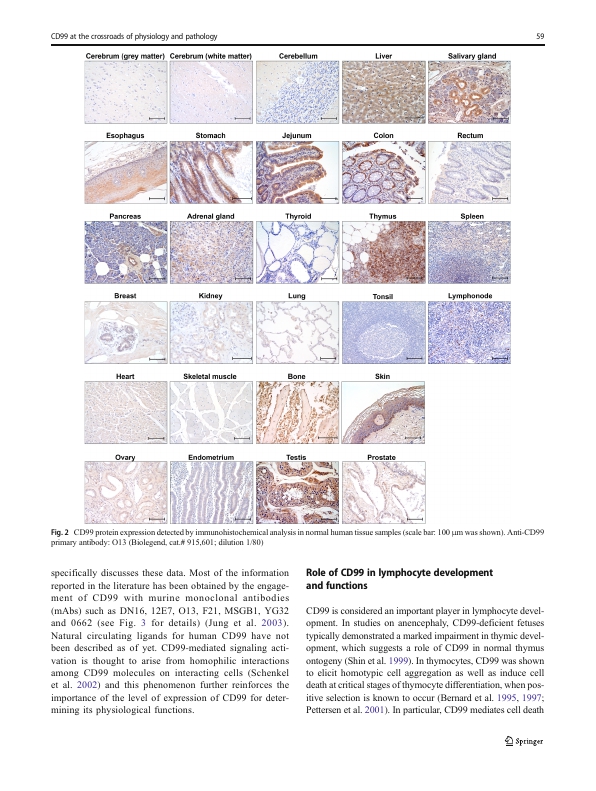 CD99 at the crossroads of physiology and pathology 59
Cerebrum (grey matter) Cerebrum (white matter) Cerebellum Liver Salivary gland
Esophagus Stomach Jejunum Colon Rectum
Pancreas Adrenal gland Thyroid Thymus Spleen
Breast Kidney Lung Tonsil Lymphonode
Heart Skeletal muscle Bone Skin
Ovary Endometrium Testis Prostate
Fig. 2 CD99 protein expression detected by immunohistochemical analysis in normal human tissue samples (scale bar: 100 μm was shown). Anti-CD99
primary antibody: O13 (Biolegend, cat.# 915,601; dilution 1/80)
specifically discusses these data. Most of the information
reported in the literature has been obtained by the engage-
ment of CD99 with murine monoclonal antibodies
(mAbs) such as DN16, 12E7, O13, F21, MSGB1, YG32
and 0662 (see Fig. 3 for details) (Jung et al. 2003).
Natural circulating ligands for human CD99 have not
been described as of yet. CD99-mediated signaling acti-
vation is thought to arise from homophilic interactions
among CD99 molecules on interacting cells (Schenkel
et al. 2002) and this phenomenon further reinforces the
importance of the level of expression of CD99 for deter-
mining its physiological functions.
Role of CD99 in lymphocyte development
and functions
CD99 is considered an important player in lymphocyte devel-
opment. In studies on anencephaly, CD99-deficient fetuses
typically demonstrated a marked impairment in thymic devel-
opment, which suggests a role of CD99 in normal thymus
ontogeny (Shin et al. 1999). In thymocytes, CD99 was shown
to elicit homotypic cell aggregation as well as induce cell
death at critical stages of thymocyte differentiation, when pos-
itive selection is known to occur (Bernard et al. 1995, 1997;
Pettersen et al. 2001). In particular, CD99 mediates cell death
Springer